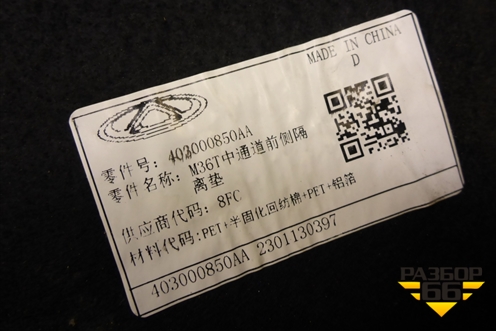 MADE IN CHINA
D
零件号: 403000850AA
零件名称: M36T中通道前侧隔
离垫
供应商代码: 8FC
材料代码: PET+半固化回纺棉+PET+铝箔
403000850AA 2301130397
РАЗБОР
66